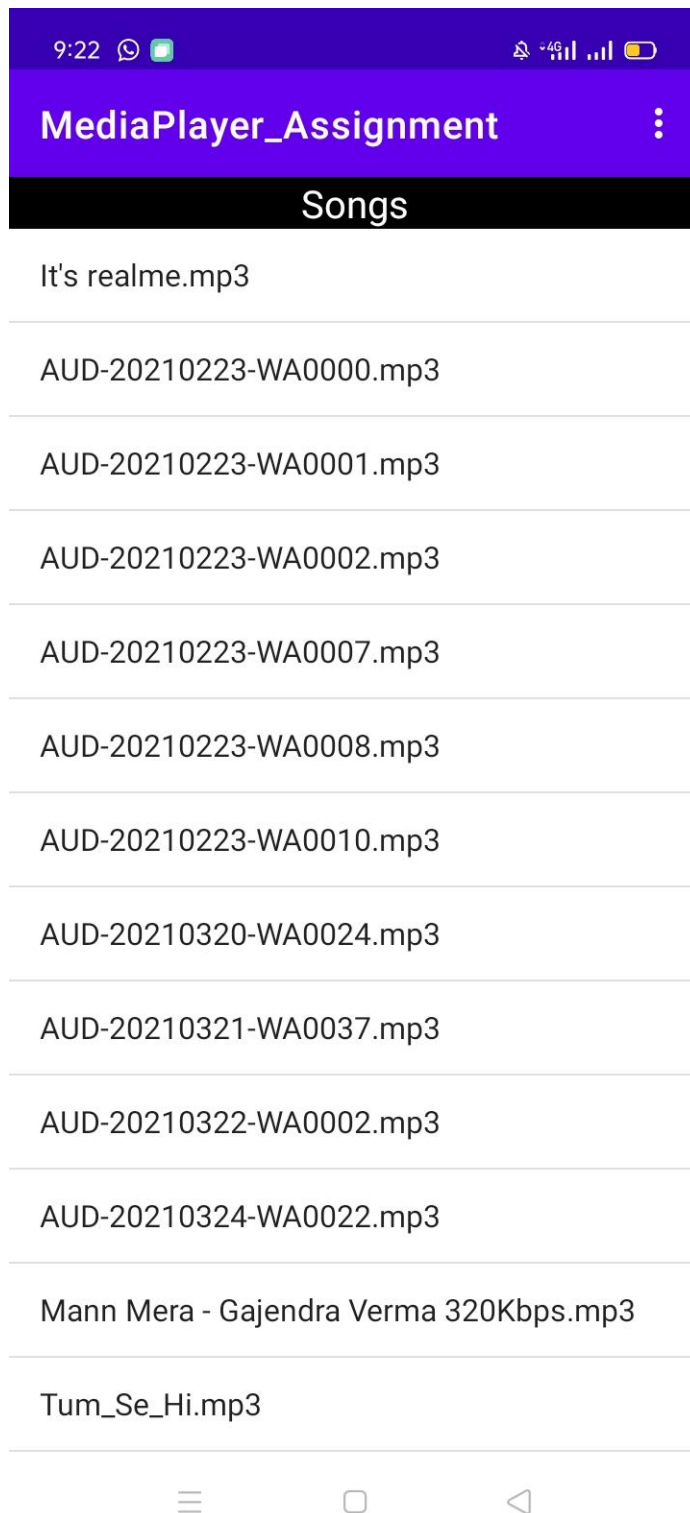 9:22 4G
MediaPlayer_Assignment
Songs
It's realme.mp3
AUD-20210223-WA0000.mp3
AUD-20210223-WA0001.mp3
AUD-20210223-WA0002.mp3
AUD-20210223-WA0007.mp3
AUD-20210223-WA0008.mp3
AUD-20210223-WA0010.mp3
AUD-20210320-WA0024.mp3
AUD-20210321-WA0037.mp3
AUD-20210322-WA0002.mp3
AUD-20210324-WA0022.mp3
Mann Mera - Gajendra Verma 320Kbps.mp3
Tum_Se_Hi.mp3